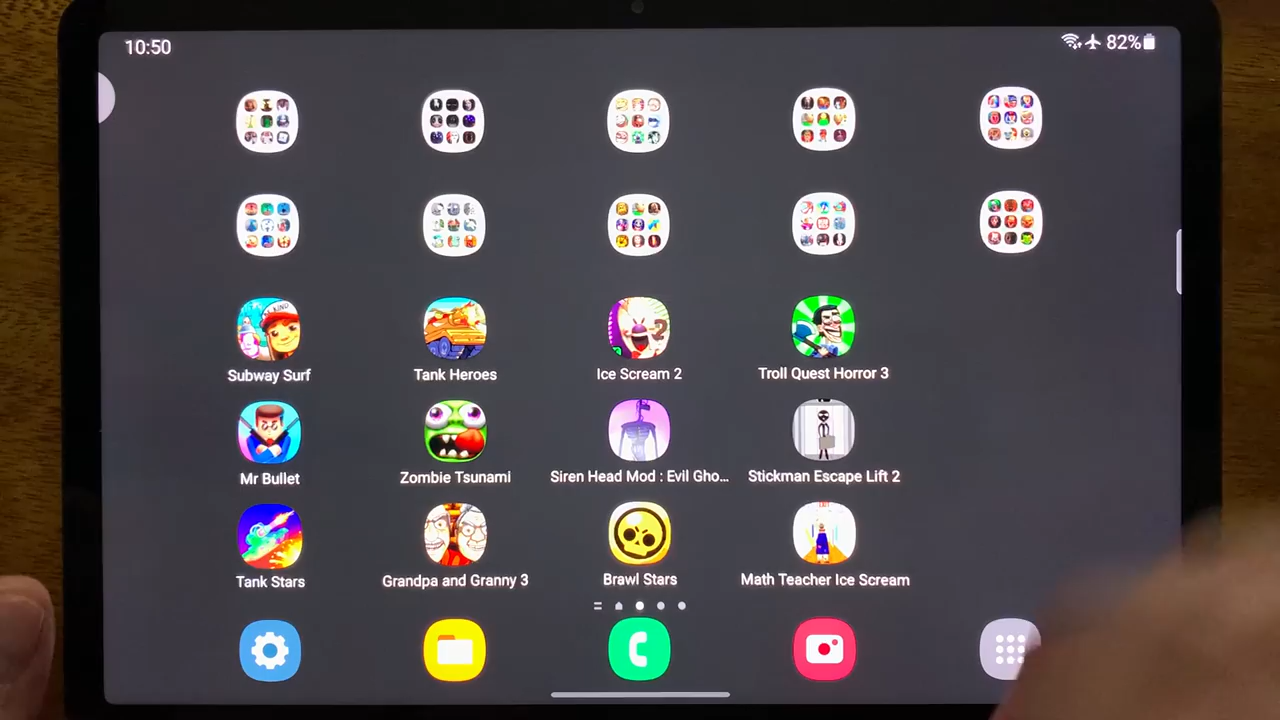 10:50
82%
Subway Surf
Tank Heroes
Ice Scream 2
Troll Quest Horror 3
Mr Bullet
Zombie Tsunami
Siren Head Mod : Evil Gho...
Stickman Escape Lift 2
Tank Stars
Grandpa and Granny 3
Brawl Stars
Math Teacher Ice Scream